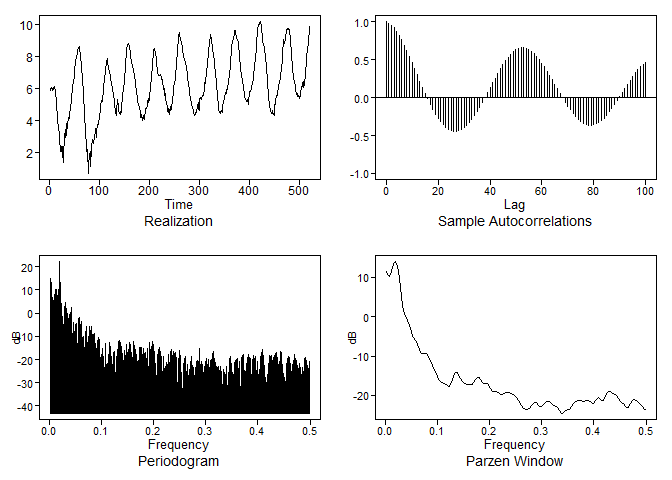 10
8
6
4
2
0 100 200 300 400 500
Time
Realization
1.0
0.5
0.0
-0.5
-1.0
0 20 40 60 80 100
Lag
Sample Autocorrelations
20
10
0
-10
-20
-30
-40
dB
0.0 0.1 0.2 0.3 0.4 0.5
Frequency
Periodogram
10
0
-10
-20
dB
0.0 0.1 0.2 0.3 0.4 0.5
Frequency
Parzen Window